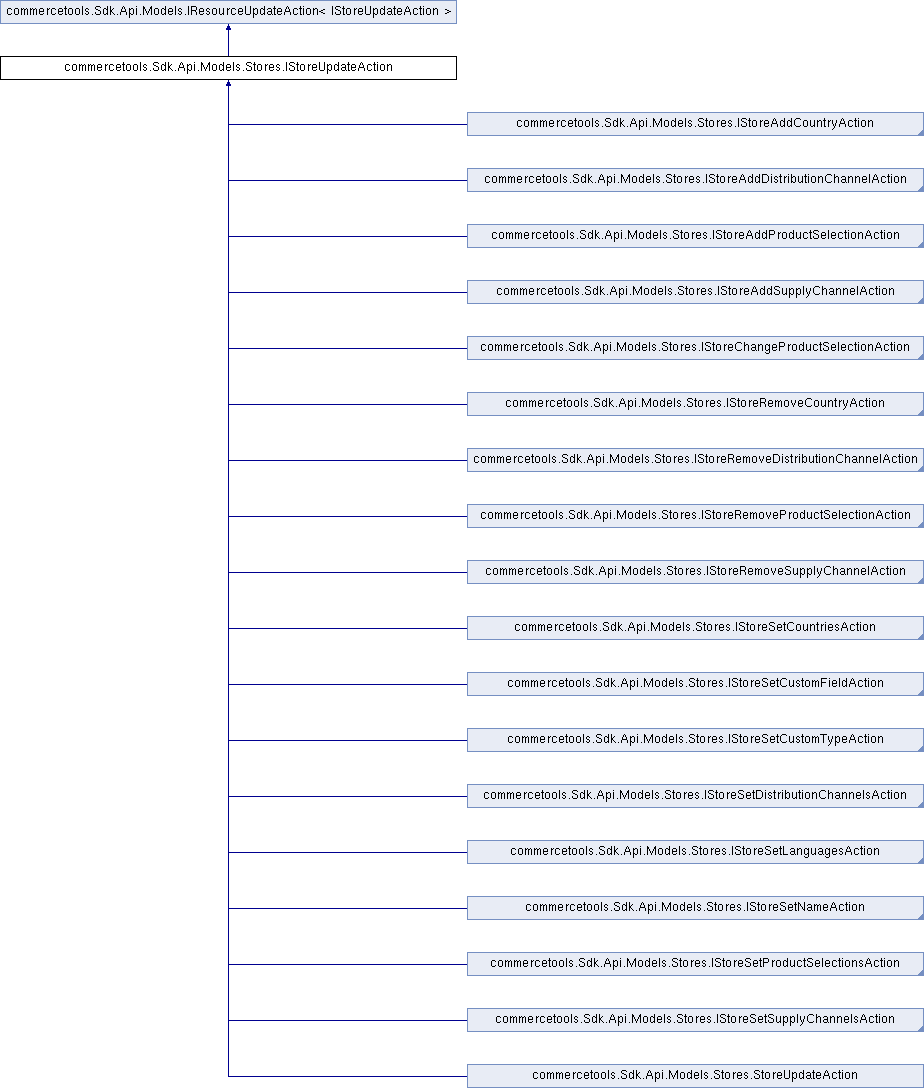 commercetools.Sdk.Api.Models.IResourceUpdateAction< IStoreUpdateAction >
commercetools.Sdk.Api.Models.Stores.IStoreUpdateAction
commercetools.Sdk.Api.Models.Stores.IStoreAddCountryAction
commercetools.Sdk.Api.Models.Stores.IStoreAddDistributionChannelAction
commercetools.Sdk.Api.Models.Stores.IStoreAddProductSelectionAction
commercetools.Sdk.Api.Models.Stores.IStoreAddSupplyChannelAction
commercetools.Sdk.Api.Models.Stores.IStoreChangeProductSelectionAction
commercetools.Sdk.Api.Models.Stores.IStoreRemoveCountryAction
commercetools.Sdk.Api.Models.Stores.IStoreRemoveDistributionChannelAction
commercetools.Sdk.Api.Models.Stores.IStoreRemoveProductSelectionAction
commercetools.Sdk.Api.Models.Stores.IStoreRemoveSupplyChannelAction
commercetools.Sdk.Api.Models.Stores.IStoreSetCountriesAction
commercetools.Sdk.Api.Models.Stores.IStoreSetCustomFieldAction
commercetools.Sdk.Api.Models.Stores.IStoreSetCustomTypeAction
commercetools.Sdk.Api.Models.Stores.IStoreSetDistributionChannelsAction
commercetools.Sdk.Api.Models.Stores.IStoreSetLanguagesAction
commercetools.Sdk.Api.Models.Stores.IStoreSetNameAction
commercetools.Sdk.Api.Models.Stores.IStoreSetProductSelectionsAction
commercetools.Sdk.Api.Models.Stores.IStoreSetSupplyChannelsAction
commercetools.Sdk.Api.Models.Stores.StoreUpdateAction